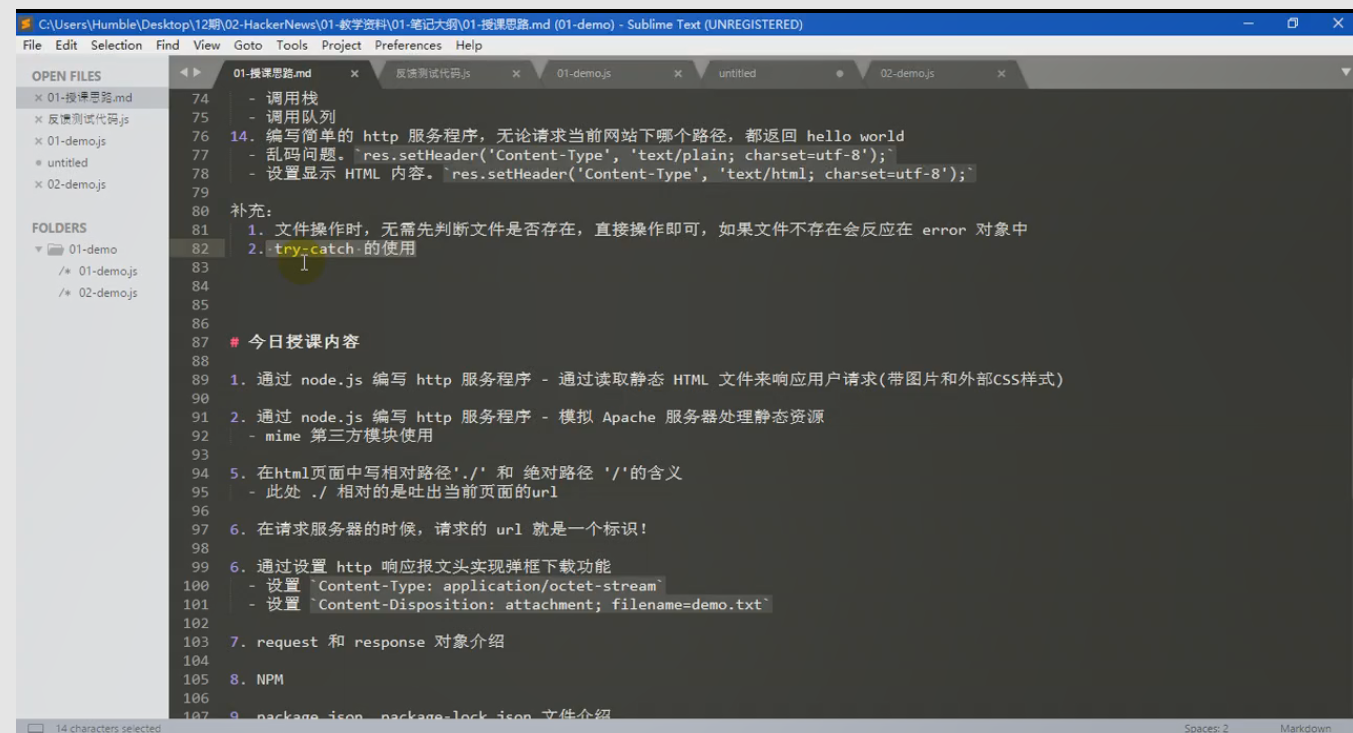 C:\Users\Humble\Desktop\12期\02-HackerNews\01-教学资料\01-笔记大纲\01-授课思路.md (01-demo) - Sublime Text (UNREGISTERED)
File Edit Selection Find View Goto Tools Project Preferences Help
OPEN FILES
01-授课思路.md
反馈测试代码.js
01-demo.js
untitled
02-demo.js
FOLDERS
01-demo
/* 01-demo.js
/* 02-demo.js
01-授课思路.md × 反馈测试代码.js × 01-demo.js × untitled 02-demo.js ×
74 - 调用栈
75 - 调用队列
76 14. 编写简单的 http 服务程序，无论请求当前网站下哪个路径，都返回 hello world
77 - 乱码问题。`res.setHeader('Content-Type', 'text/plain; charset=utf-8');`
78 - 设置显示 HTML 内容。`res.setHeader('Content-Type', 'text/html; charset=utf-8');`
79
80 补充：
81 1. 文件操作时，无需先判断文件是否存在，直接操作即可，如果文件不存在会反应在 error 对象中
82 2. try-catch 的使用
83
84
85
86
87 # 今日授课内容
88
89 1. 通过 node.js 编写 http 服务程序 - 通过读取静态 HTML 文件来响应用户请求(带图片和外部CSS样式)
90
91 2. 通过 node.js 编写 http 服务程序 - 模拟 Apache 服务器处理静态资源
92 - mime 第三方模块使用
93
94 5. 在html页面中写相对路径'./' 和 绝对路径 '/'的含义
95 - 此处 ./ 相对的是吐出当前页面的url
96
97 6. 在请求服务器的时候，请求的 url 就是一个标识！
98
99 6. 通过设置 http 响应报文头实现弹框下载功能
100 - 设置 `Content-Type: application/octet-stream`
101 - 设置 `Content-Disposition: attachment; filename=demo.txt`
102
103 7. request 和 response 对象介绍
104
105 8. NPM
106
107 9. package.json、package-lock.json 文件介绍
14 characters selected Spaces: 2 Markdown